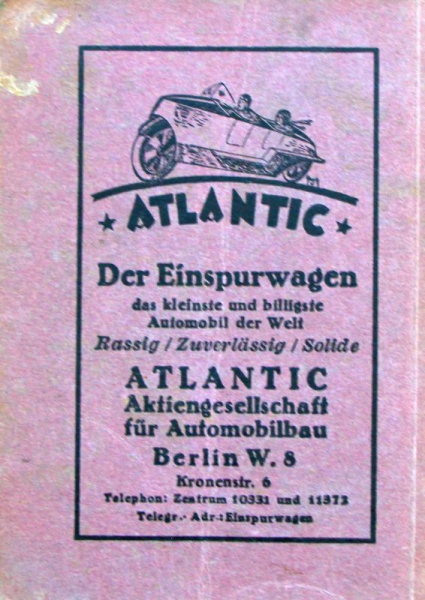 ★ ATLANTIC ★
Der Einspurwagen
das kleinste und billigste
Automobil der Welt
Rassig / Zuverlässig / Solide
ATLANTIC
Aktiengesellschaft
für Automobilbau
Berlin W. 8
Kronenstr. 6
Telephon: Zentrum 10331 und 11372
Telegr.- Adr.: Einspurwagen